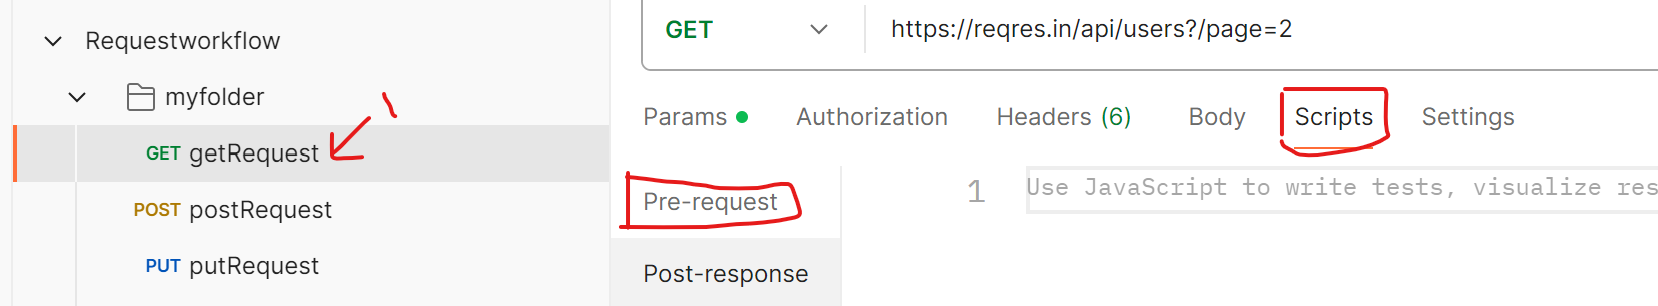 Requestworkflow
myfolder
GET getRequest
POST postRequest
PUT putRequest
GET https://reqres.in/api/users?/page=2
Params Authorization Headers (6) Body Scripts Settings
Pre-request
Post-response
1 Use JavaScript to write tests, visualize res